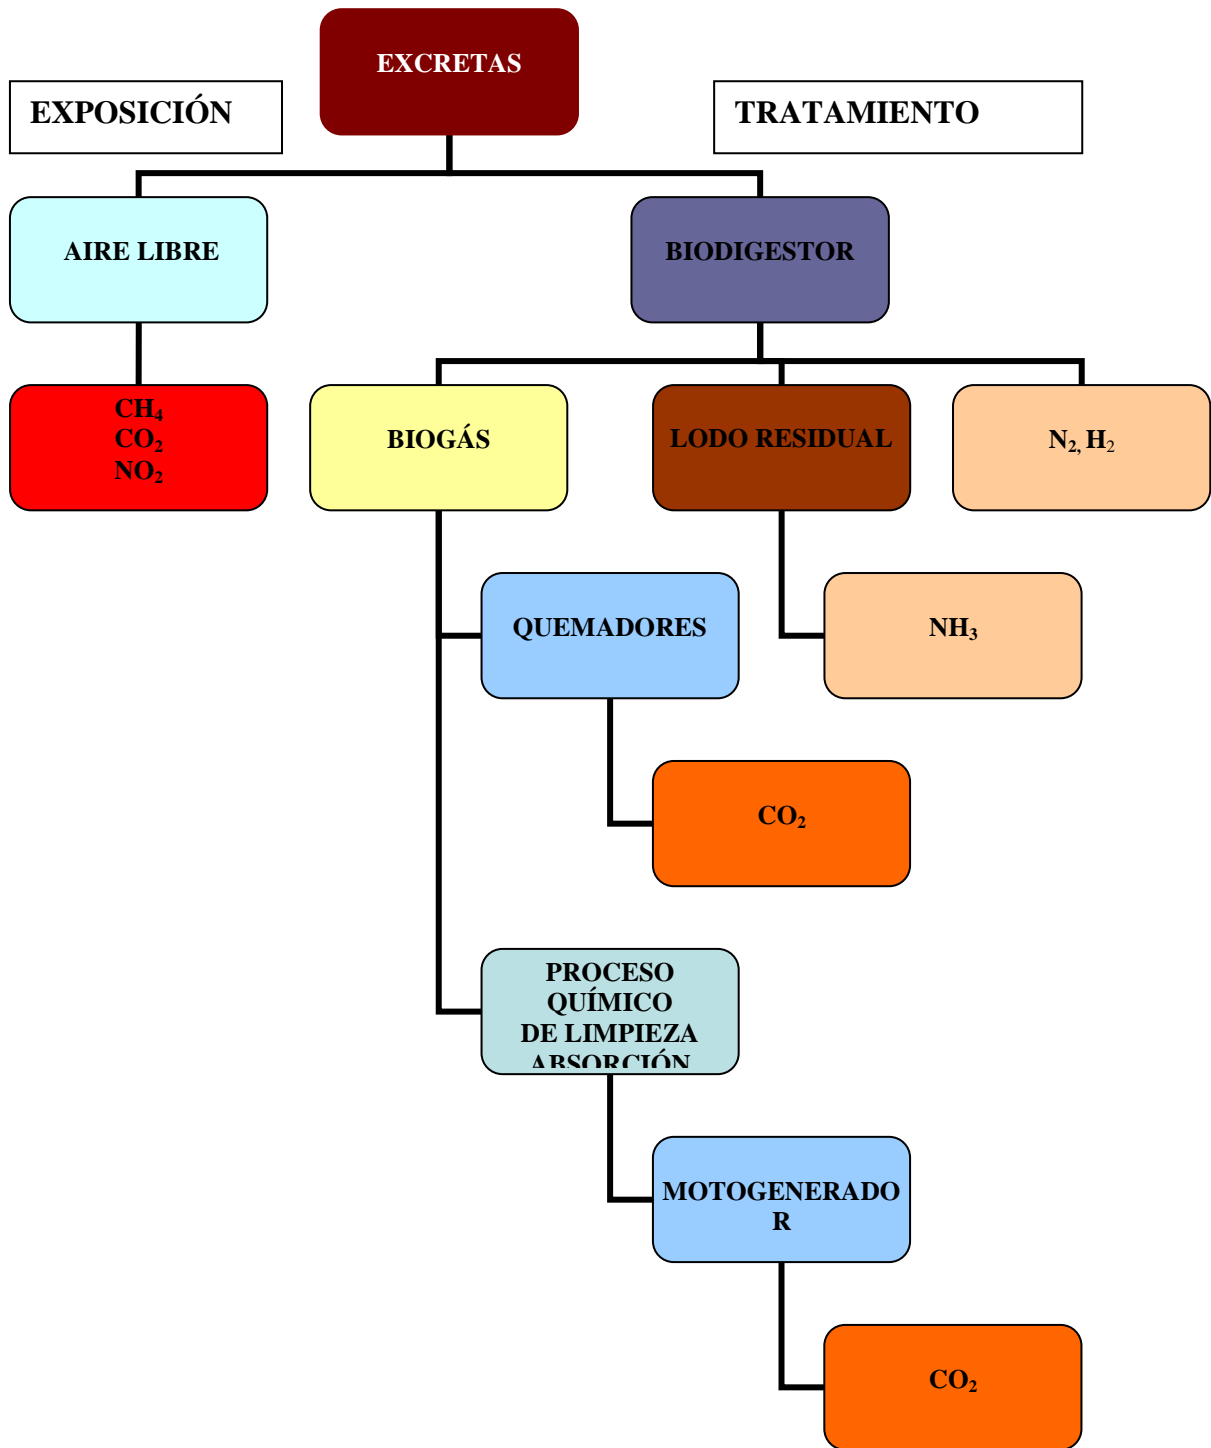 EXCRETAS
EXPOSICIÓN
TRATAMIENTO
AIRE LIBRE
BIODIGESTOR
CH₄
CO₂
NO₂
BIOGÁS
LODO RESIDUAL
N₂, H₂
QUEMADORES
NH₃
CO₂
PROCESO
QUÍMICO
DE LIMPIEZA
ABSORCIÓN
MOTOGENERADO
R
CO₂